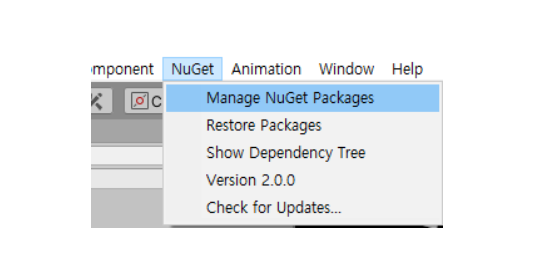 mponent NuGet Animation Window Help
C
Manage NuGet Packages
Restore Packages
Show Dependency Tree
Version 2.0.0
Check for Updates...